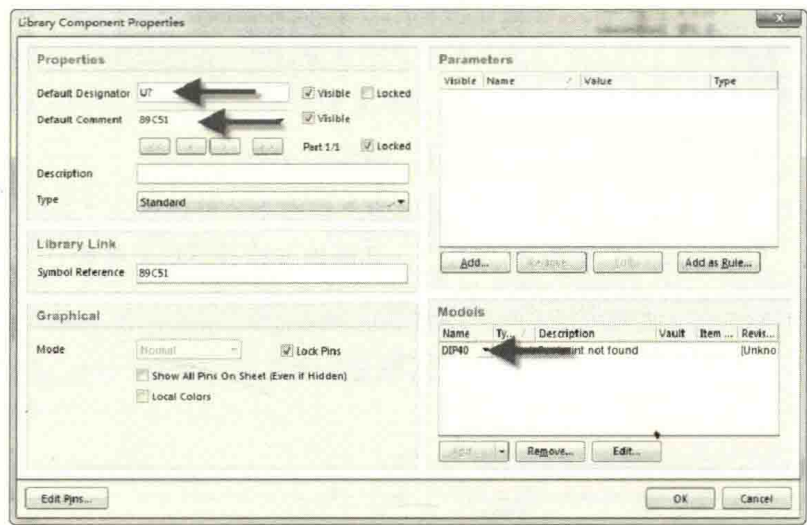 Library Component Properties
Properties
Default Designator U? Visible Locked
Default Comment 89C51 Visible
Part 1/1 Locked
Description
Type Standard
Library Link
Symbol Reference 89C51
Graphical
Mode Normal Lock Pins
Show All Pins On Sheet (Even if Hidden)
Local Colors
Parameters
Visible Name Value Type
Add... Remove... Edit... Add as Rule...
Models
Name Ty... Description Vault Item ... Revis...
DIP40 not found [Unkno
Add... Remove... Edit...
Edit Pins... OK Cancel